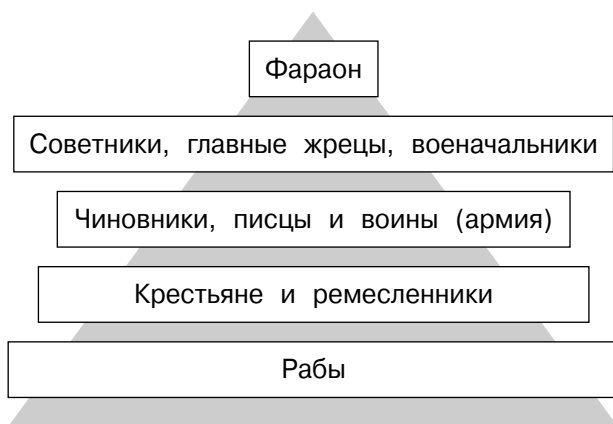 Фараон
Советники, главные жрецы, военачальники
Чиновники, писцы и воины (армия)
Крестьяне и ремесленники
Рабы